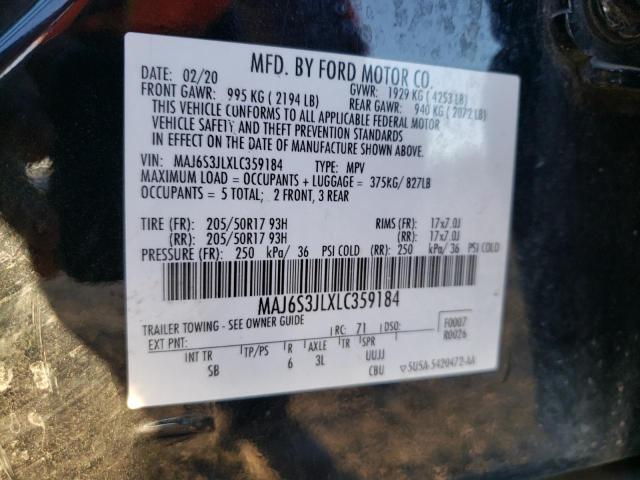 MFD. BY FORD MOTOR CO.
DATE: 02/20 GVWR: 1929 KG ( 4253 LB)
FRONT GAWR: 995 KG ( 2194 LB) REAR GAWR: 940 KG ( 2072 LB)
THIS VEHICLE CONFORMS TO ALL APPLICABLE FEDERAL MOTOR
VEHICLE SAFETY AND THEFT PREVENTION STANDARDS
IN EFFECT ON THE DATE OF MANUFACTURE SHOWN ABOVE.
VIN: MAJ6S3JLXLC359184 TYPE: MPV
MAXIMUM LOAD = OCCUPANTS + LUGGAGE = 375KG/ 827LB
OCCUPANTS = 5 TOTAL; 2 FRONT, 3 REAR
TIRE (FR): 205/50R17 93H RIMS (FR): 17x7.0J
(RR): 205/50R17 93H (RR): 17x7.0J
PRESSURE (FR): 250 kPa/ 36 PSI COLD (RR): 250 kPa/ 36 PSI COLD
MAJ6S3JLXLC359184
TRAILER TOWING - SEE OWNER GUIDE RC: 71 DSO: F0007
EXT PNT: R0026
INT TR TP/PS R AXLE TR SPR
SB 6 3L UUJJ
CBU SU5A-5420472-AA